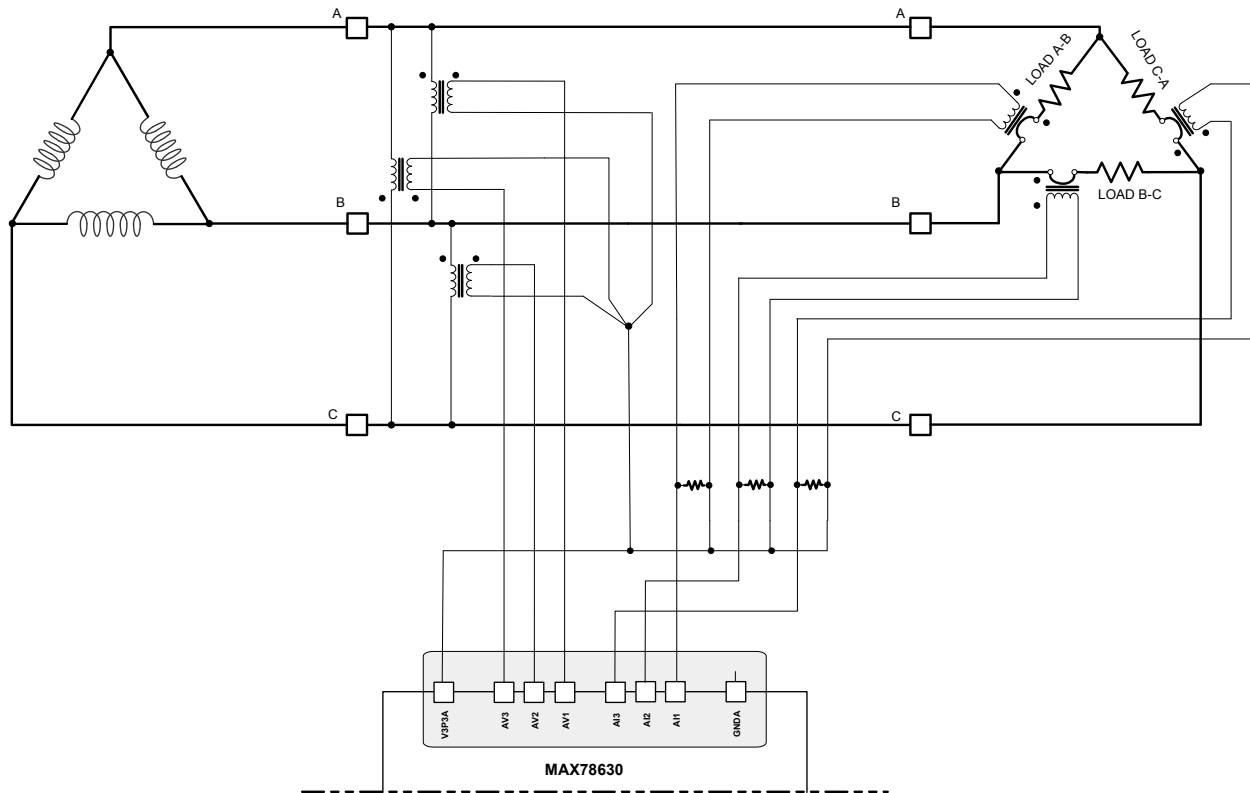 A
A
LOAD A-B
LOAD C-A
B
B
LOAD B-C
C
C
V3P3A
AV3
AV2
AV1
AI3
AI2
AI1
GNDA
MAX78630